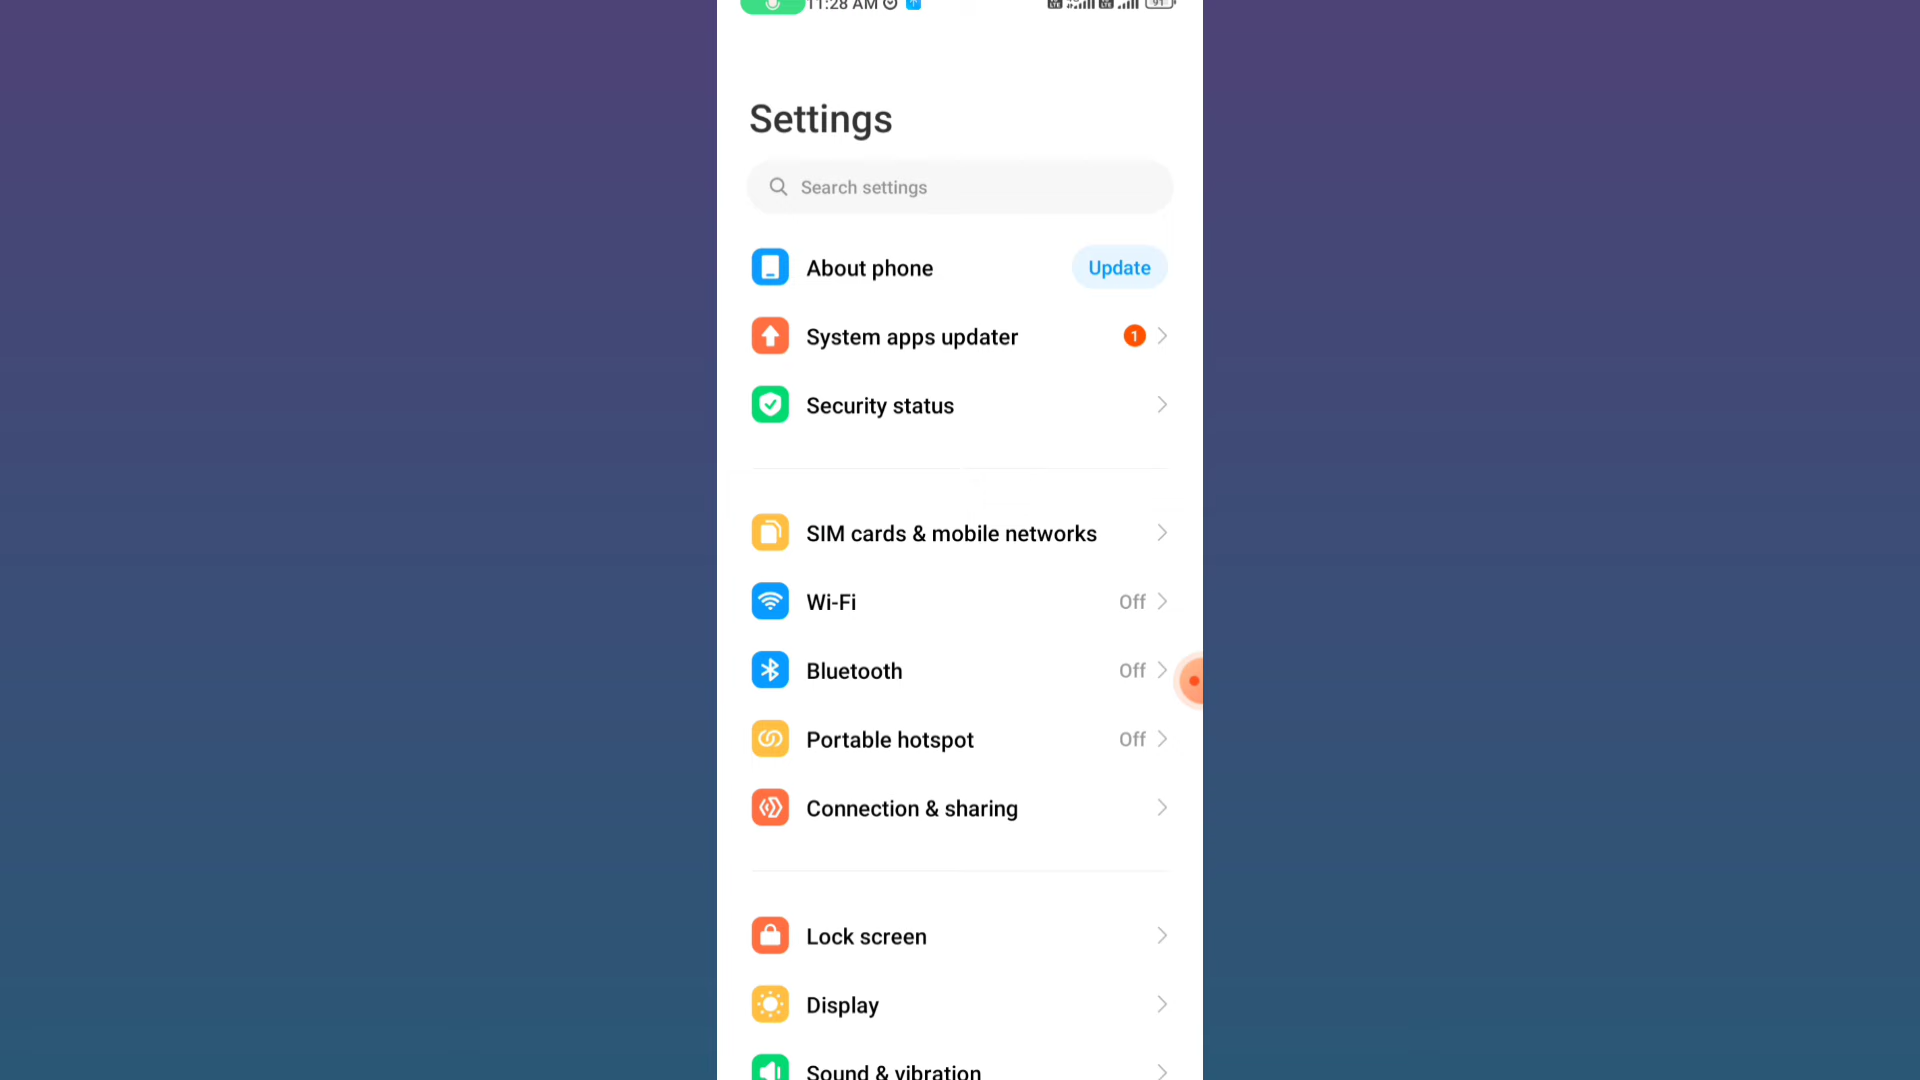 11:28 AM
91
Settings
Search settings
About phone
Update
System apps updater
1
Security status
SIM cards & mobile networks
Wi-Fi
Off
Bluetooth
Off
Portable hotspot
Off
Connection & sharing
Lock screen
Display
Sound & vibration